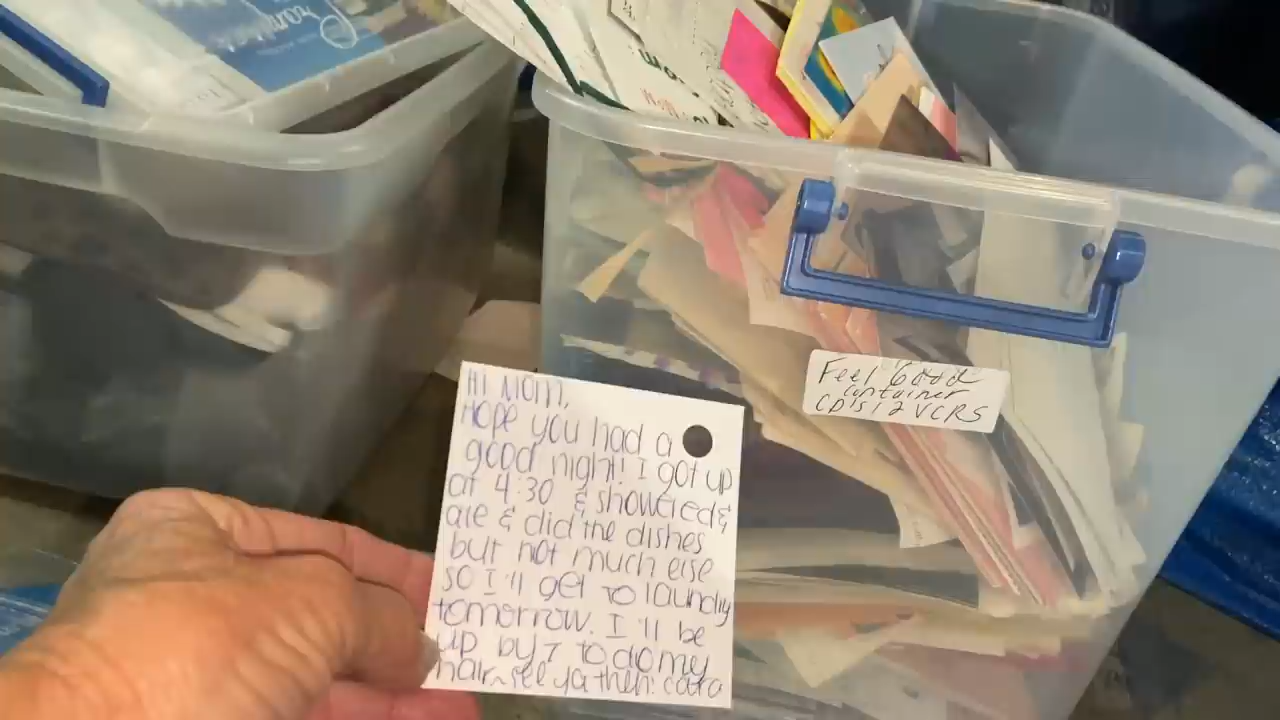 HI MOM,
Hope you had a
good night! I got up
at 4:30 & showered &
ate & did the dishes
but not much else
so I'll get to laundry
tomorrow. I'll be
up by 7 to do my
hair~ see ya then! cara
Feel Good
Container
CD's 12 VCRS